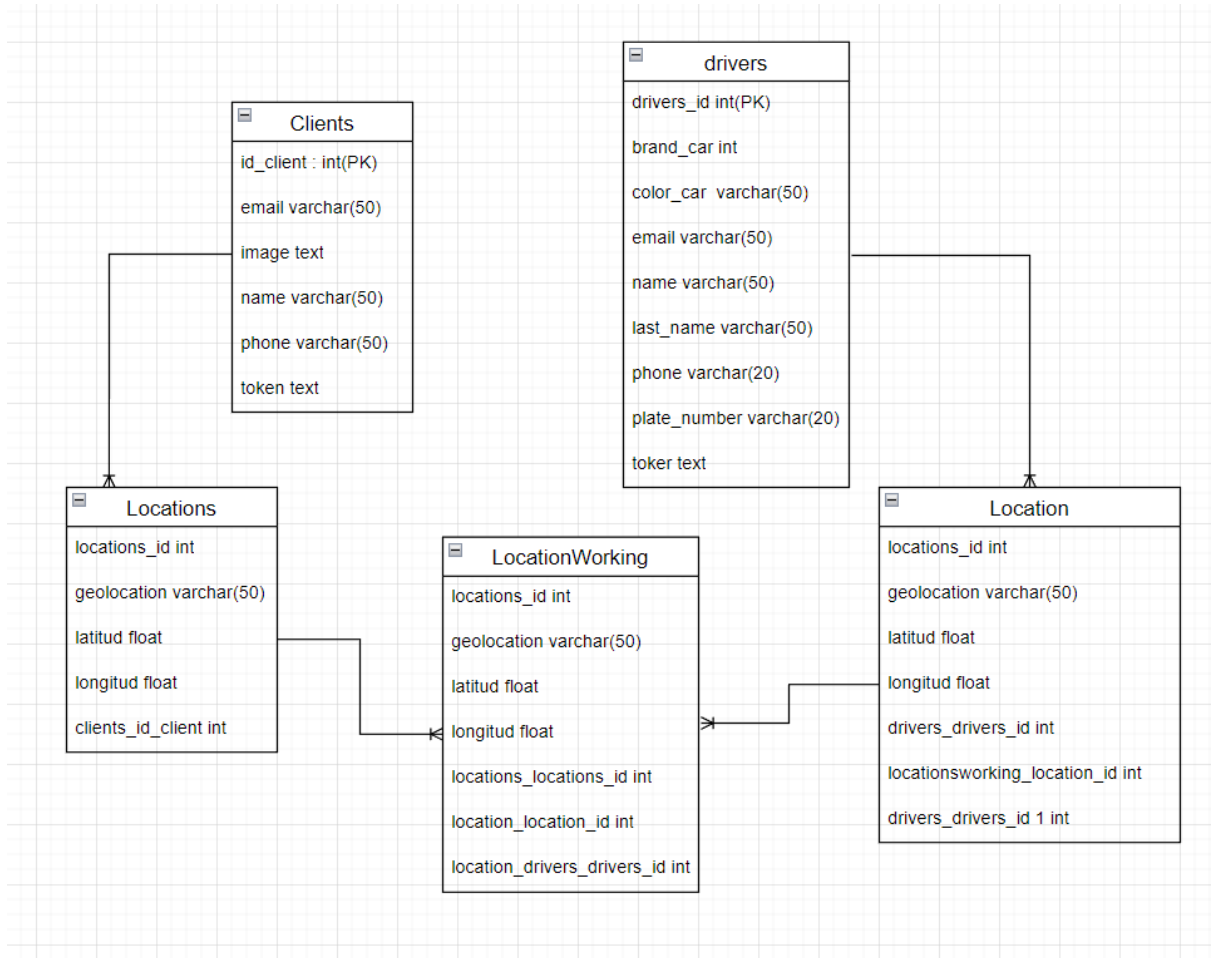 Clients
id_client : int(PK)
email varchar(50)
image text
name varchar(50)
phone varchar(50)
token text
drivers
drivers_id int(PK)
brand_car int
color_car varchar(50)
email varchar(50)
name varchar(50)
last_name varchar(50)
phone varchar(20)
plate_number varchar(20)
toker text
Locations
locations_id int
geolocation varchar(50)
latitud float
longitud float
clients_id_client int
LocationWorking
locations_id int
geolocation varchar(50)
latitud float
longitud float
locations_locations_id int
location_location_id int
location_drivers_drivers_id int
Location
locations_id int
geolocation varchar(50)
latitud float
longitud float
drivers_drivers_id int
locationsworking_location_id int
drivers_drivers_id 1 int